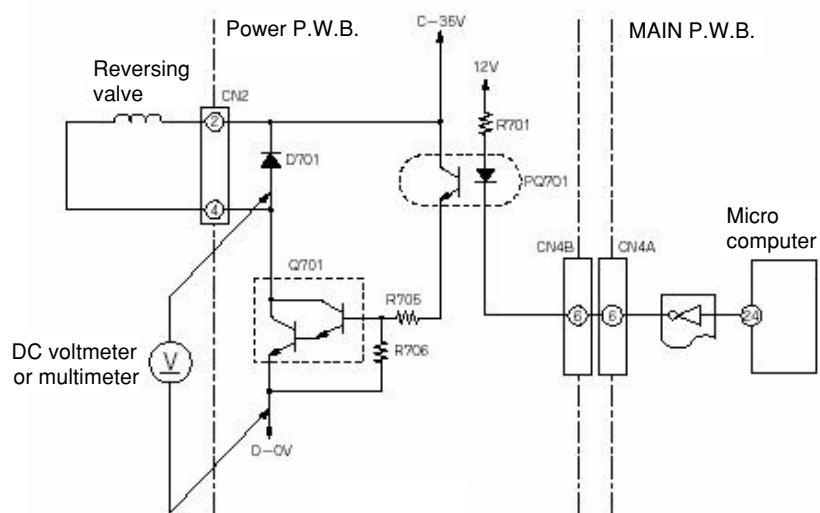 Power P.W.B.
C-35V
MAIN P.W.B.
12V
Reversing
valve
CN2
2
R701
D701
PQ701
4
Micro
computer
CN4B
CN4A
Q701
R705
6
6
24
R706
DC voltmeter
or multimeter
V
D-0V